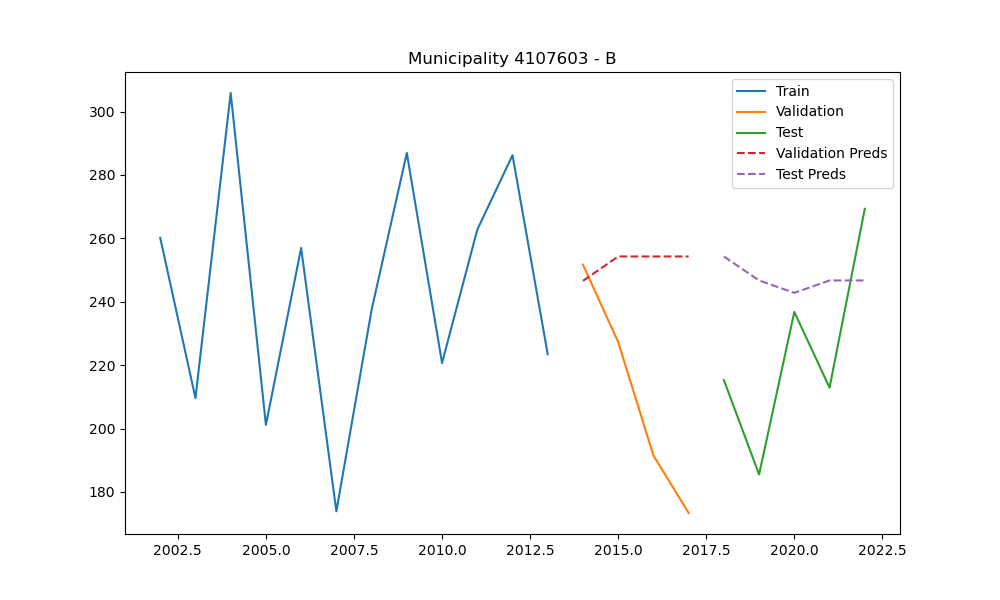 Municipality 4107603 - B
Train
Validation
Test
Validation Preds
Test Preds
300
280
260
240
220
200
180
2002.5 2005.0 2007.5 2010.0 2012.5 2015.0 2017.5 2020.0 2022.5